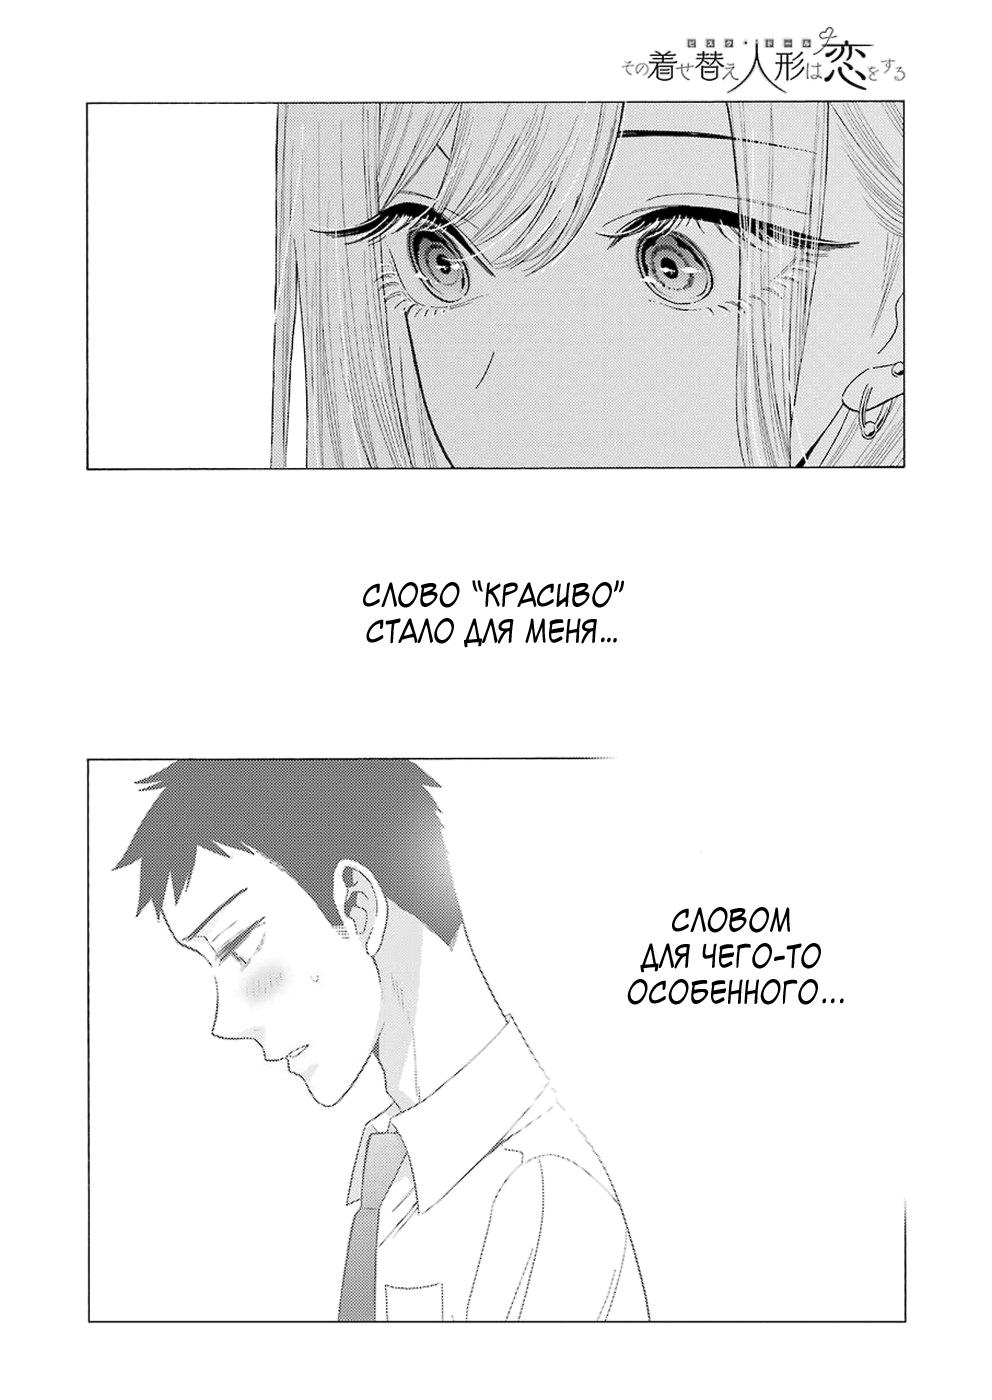 ビスク・ドール
その着せ替え人形は恋をする
СЛОВО “КРАСИВО”
СТАЛО ДЛЯ МЕНЯ...
СЛОВОМ
ДЛЯ ЧЕГО-ТО
ОСОБЕННОГО...